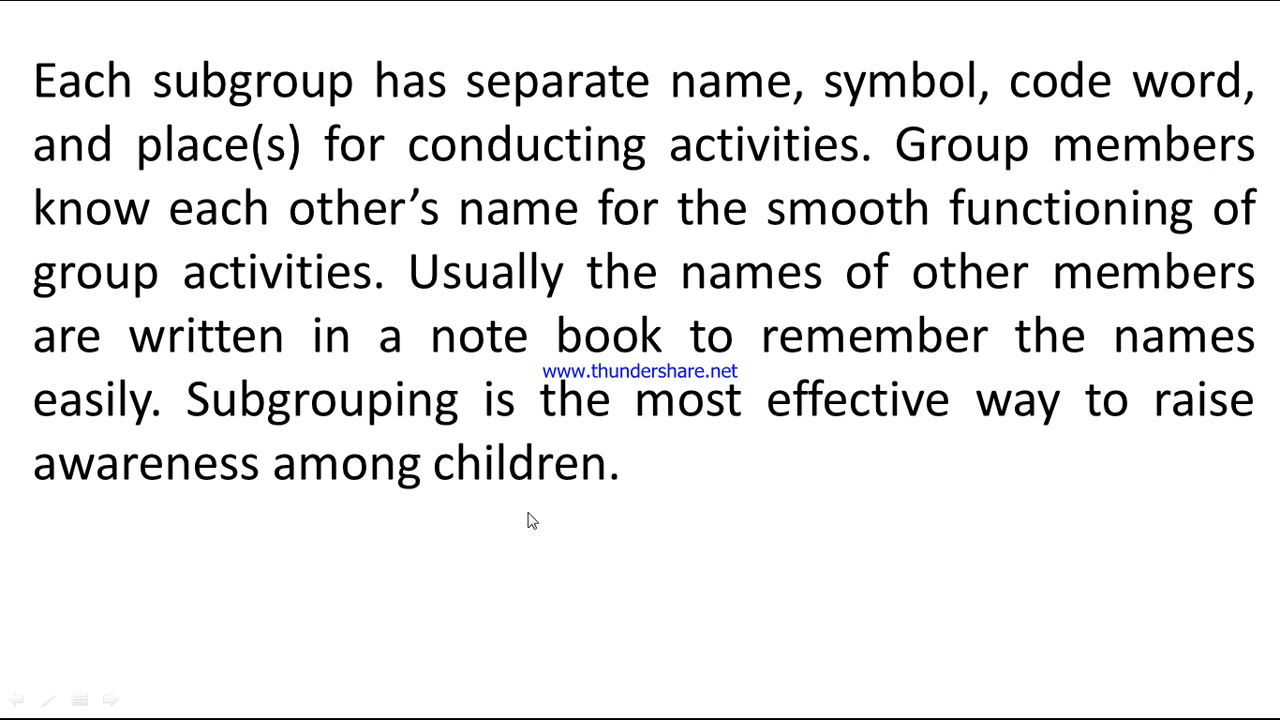 Each subgroup has separate name, symbol, code word,
and place(s) for conducting activities. Group members
know each other’s name for the smooth functioning of
group activities. Usually the names of other members
are written in a note book to remember the names
www.thundershare.net
easily. Subgrouping is the most effective way to raise
awareness among children.